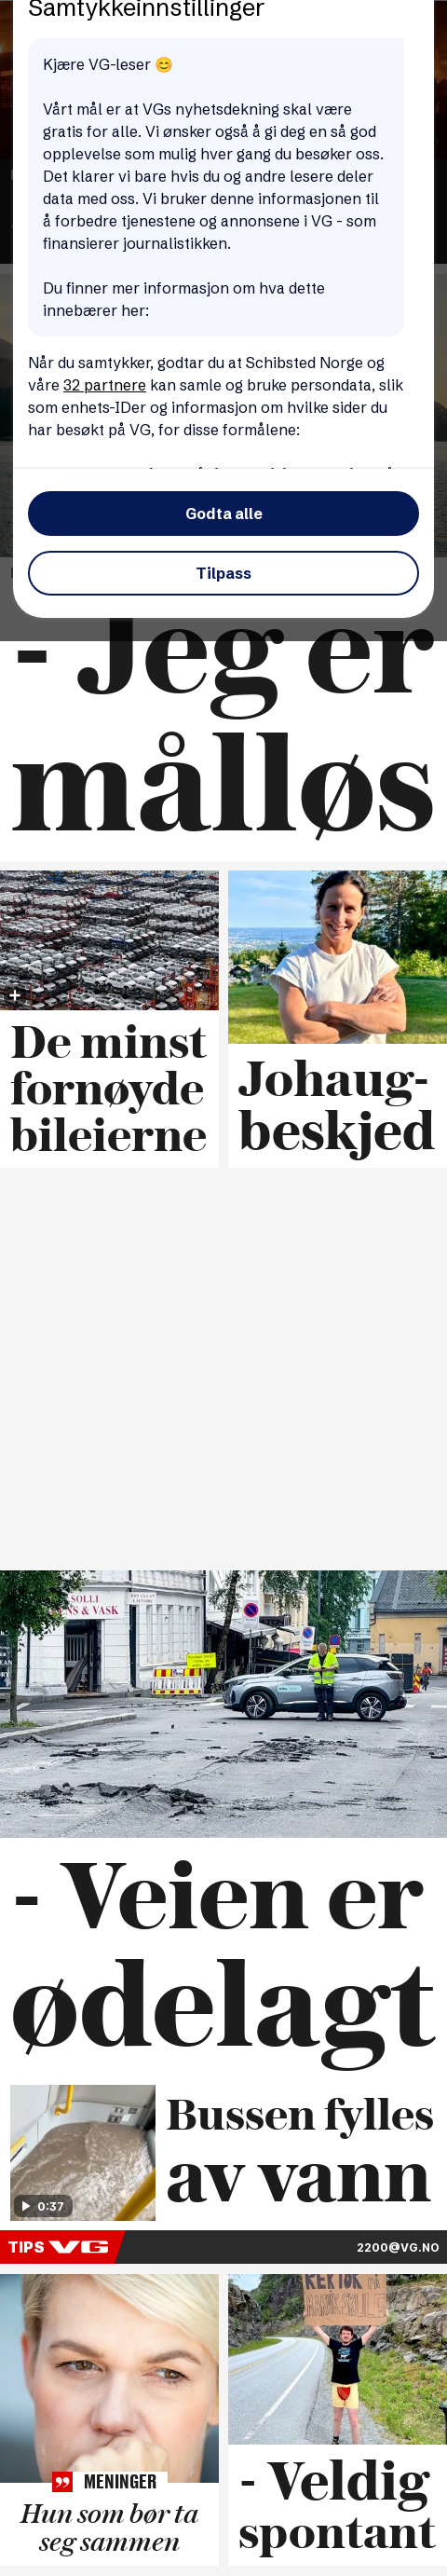 Samtykkeinnstillinger
Kjære VG-leser 😊
Vårt mål er at VGs nyhetsdekning skal være
gratis for alle. Vi ønsker også å gi deg en så god
opplevelse som mulig hver gang du besøker oss.
Det klarer vi bare hvis du og andre lesere deler
data med oss. Vi bruker denne informasjonen til
å forbedre tjenestene og annonsene i VG - som
finansierer journalistikken.
Du finner mer informasjon om hva dette
innebærer her:
Når du samtykker, godtar du at Schibsted Norge og
våre 32 partnere kan samle og bruke persondata, slik
som enhets-IDer og informasjon om hvilke sider du
har besøkt på VG, for disse formålene:
Godta alle
Tilpass
- Jeg er
målløs
+
De minst
fornøyde
bileierne
Johaug-
beskjed
SOLLI
& VASK
- Veien er
ødelagt
0:37
Bussen fylles
av vann
TIPS VG
2200@VG.NO
REKTOR PÅ
MENINGER
Hun som bør ta
seg sammen
- Veldig
spontant